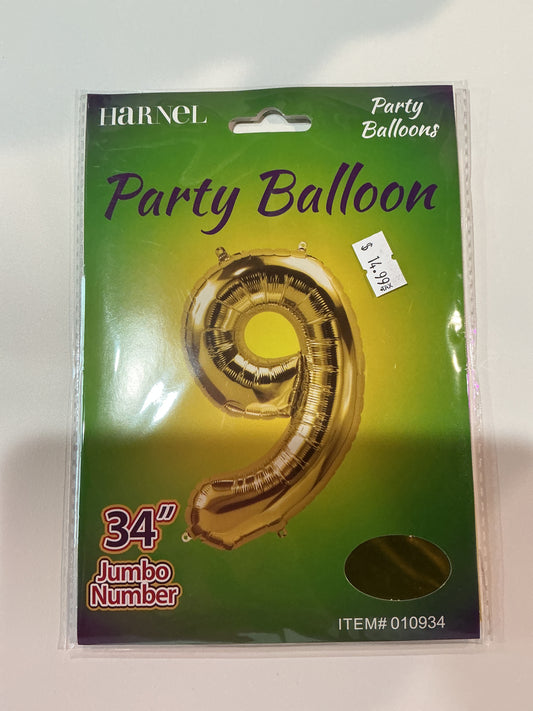 HARNEL
Party
Balloons
Party Balloon
$ 14.99
34”
Jumbo
Number
ITEM# 010934